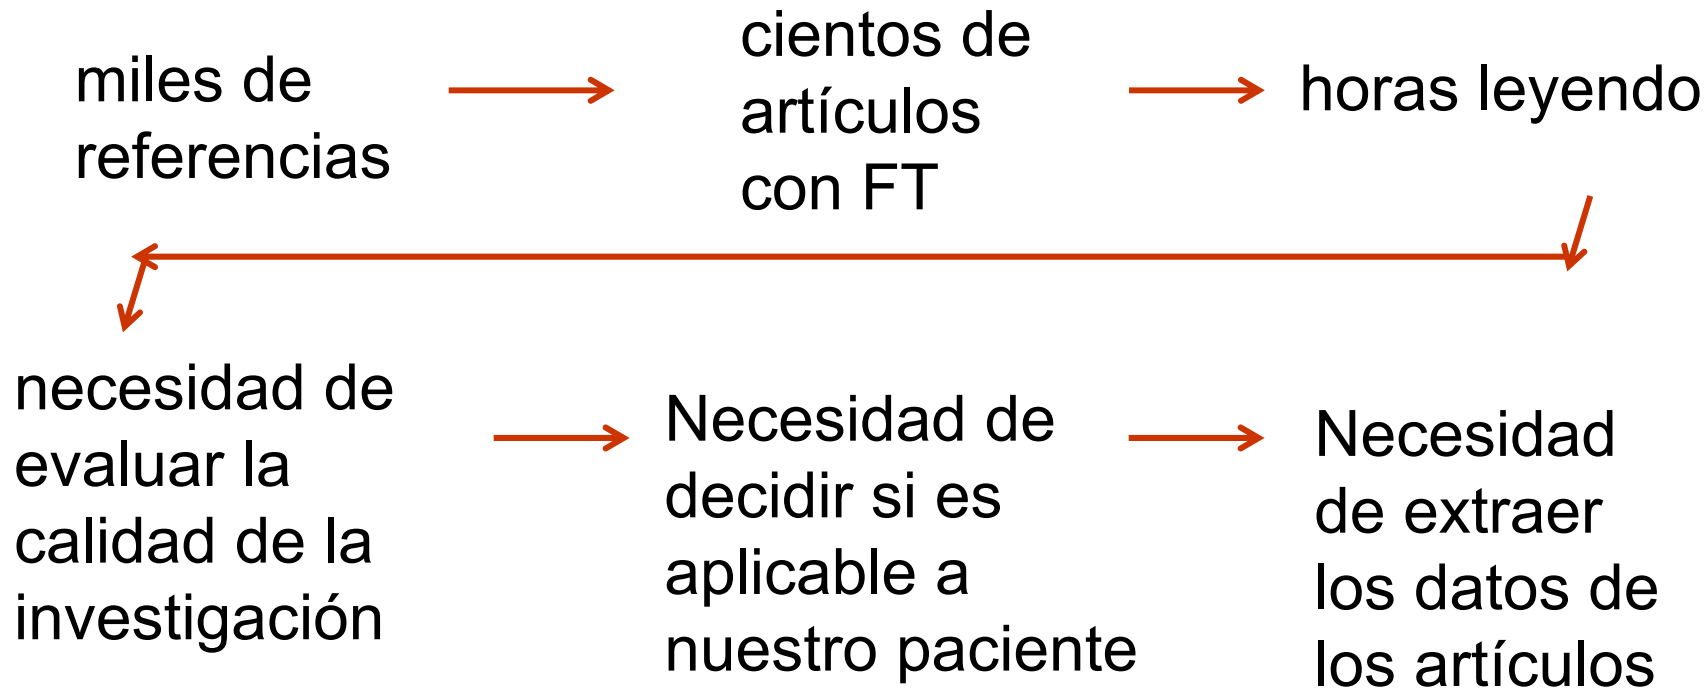 miles de
referencias
cientos de
artículos
con FT
horas leyendo
necesidad de
evaluar la
calidad de la
investigación
Necesidad de
decidir si es
aplicable a
nuestro paciente
Necesidad
de extraer
los datos de
los artículos